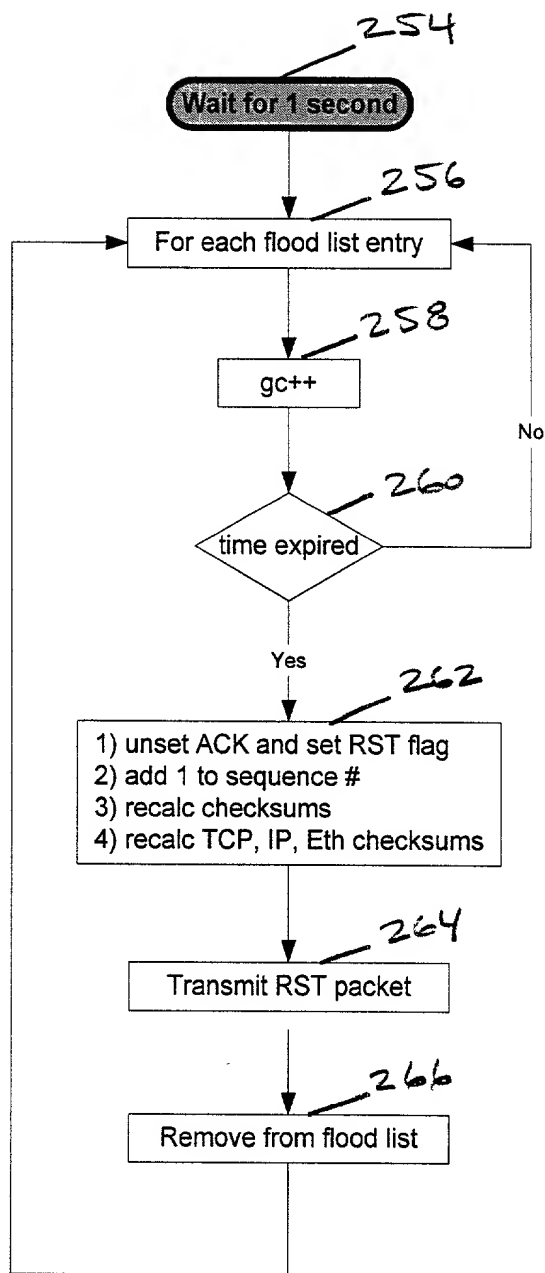 254
Wait for 1 second
256
For each flood list entry
258
gc++
No
260
time expired
Yes
262
1) unset ACK and set RST flag
2) add 1 to sequence #
3) recalc checksums
4) recalc TCP, IP, Eth checksums
264
Transmit RST packet
266
Remove from flood list